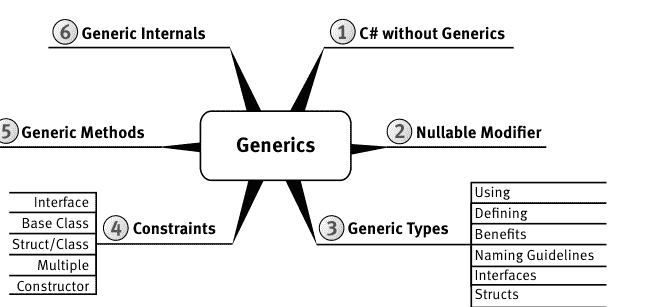 6 Generic Internals
1 C# without Generics
5 Generic Methods
Generics
2 Nullable Modifier
Interface
Base Class
Struct/Class
Multiple
Constructor
4 Constraints
3 Generic Types
Using
Defining
Benefits
Naming Guidelines
Interfaces
Structs